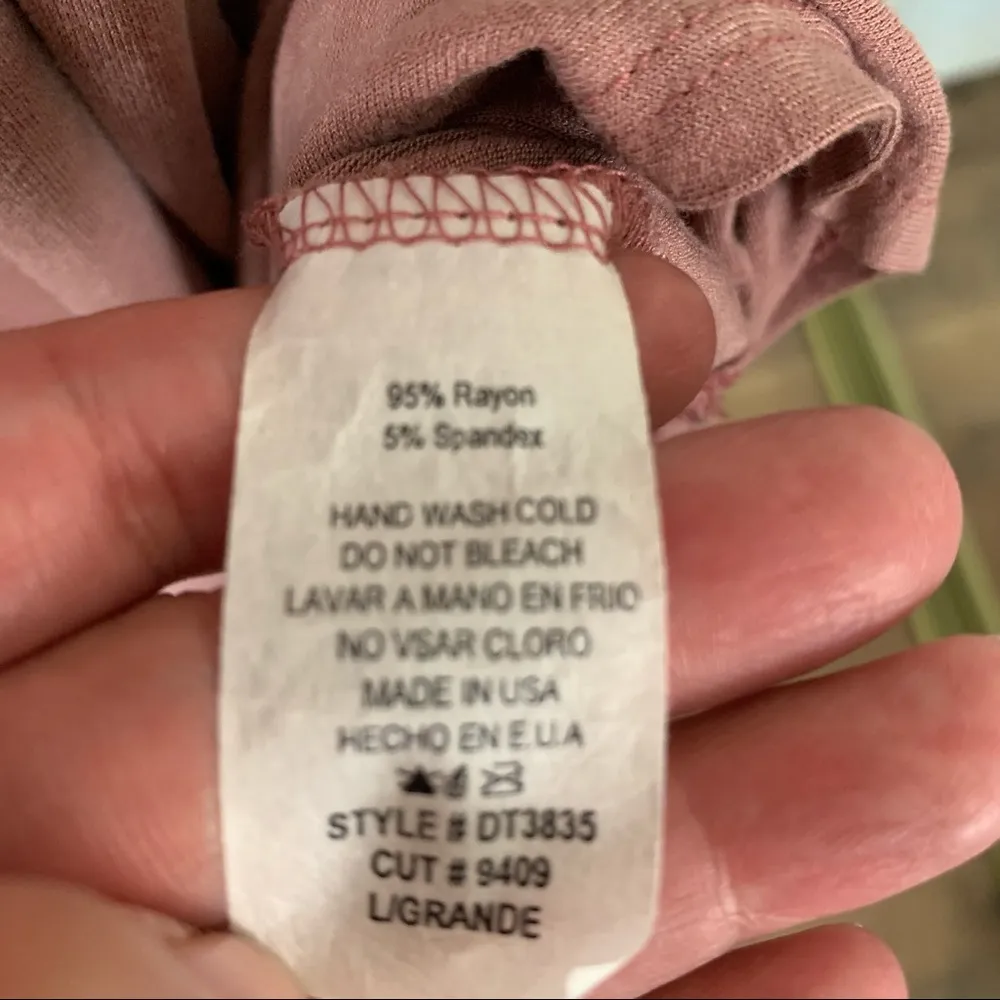 95% Rayon
5% Spandex
HAND WASH COLD
DO NOT BLEACH
LAVAR A MANO EN FRIO
NO VSAR CLORO
MADE IN USA
HECHO EN E.U.A
STYLE # DT3835
CUT # 9409
L/GRANDE